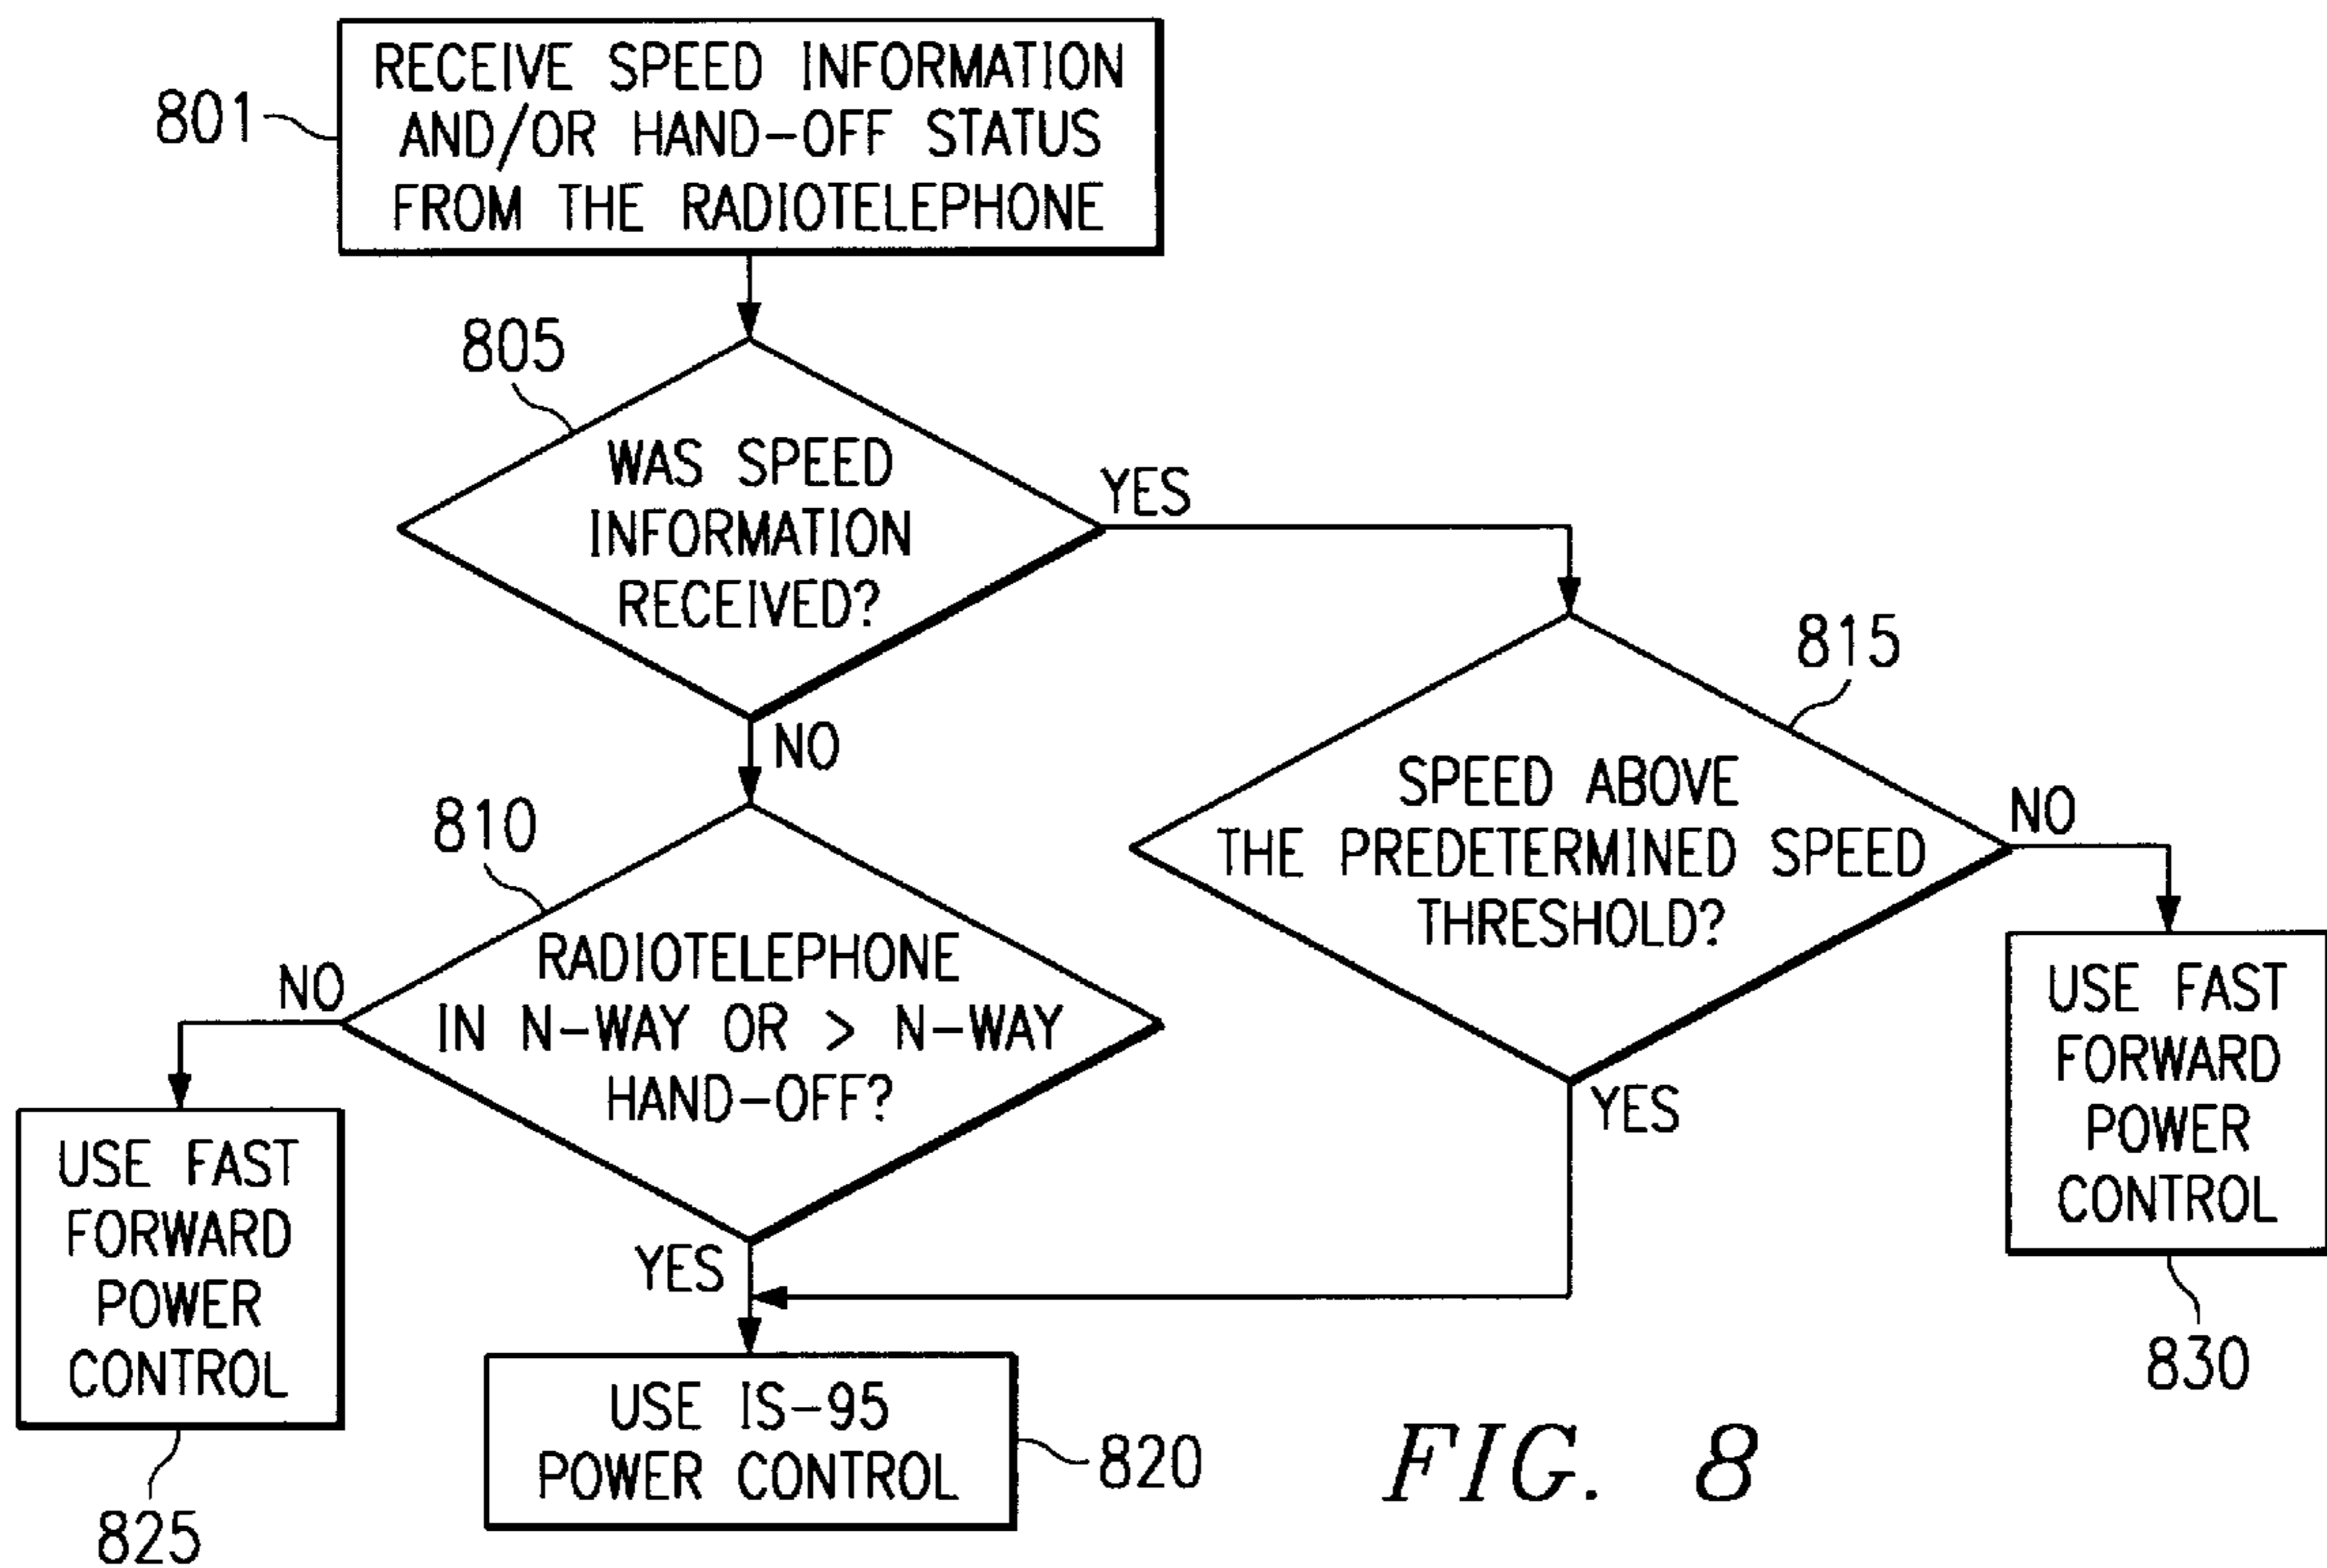 RECEIVE SPEED INFORMATION
AND/OR HAND-OFF STATUS
FROM THE RADIOTELEPHONE
801
805
WAS SPEED
INFORMATION
RECEIVED?
YES
NO
815
SPEED ABOVE
THE PREDETERMINED SPEED
THRESHOLD?
NO
YES
810
RADIOTELEPHONE
IN N-WAY OR > N-WAY
HAND-OFF?
NO
YES
USE FAST
FORWARD
POWER
CONTROL
830
USE FAST
FORWARD
POWER
CONTROL
825
USE IS-95
POWER CONTROL
820
FIG. 8